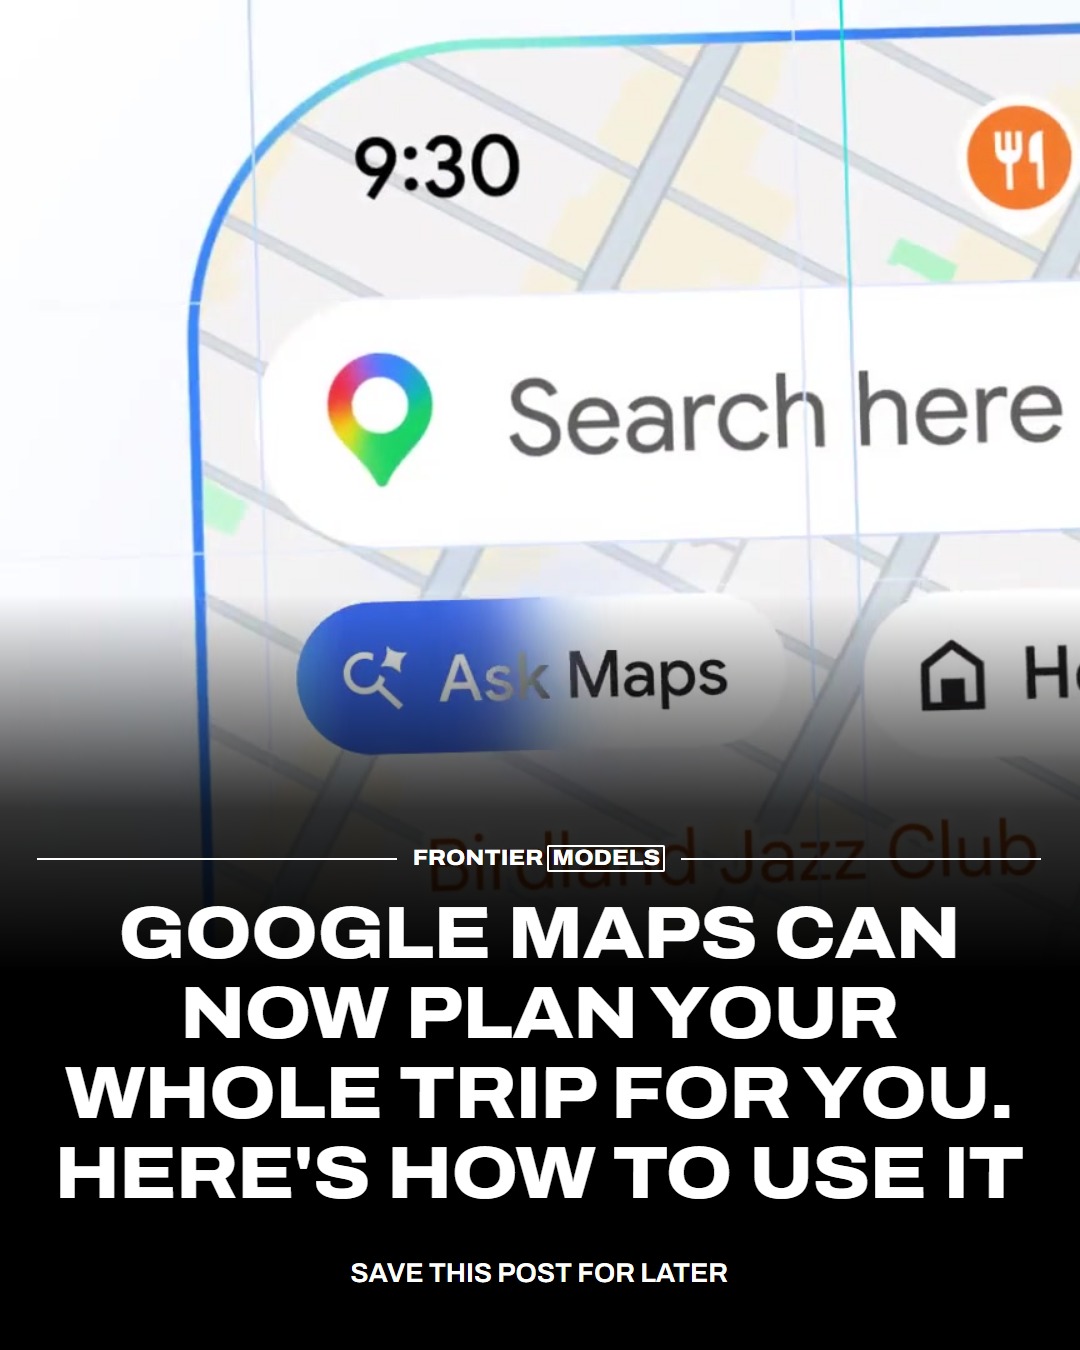 9:30
Search here
Ask Maps
Birdland Jazz Club
FRONTIER MODELS
GOOGLE MAPS CAN
NOW PLAN YOUR
WHOLE TRIP FOR YOU.
HERE'S HOW TO USE IT
SAVE THIS POST FOR LATER